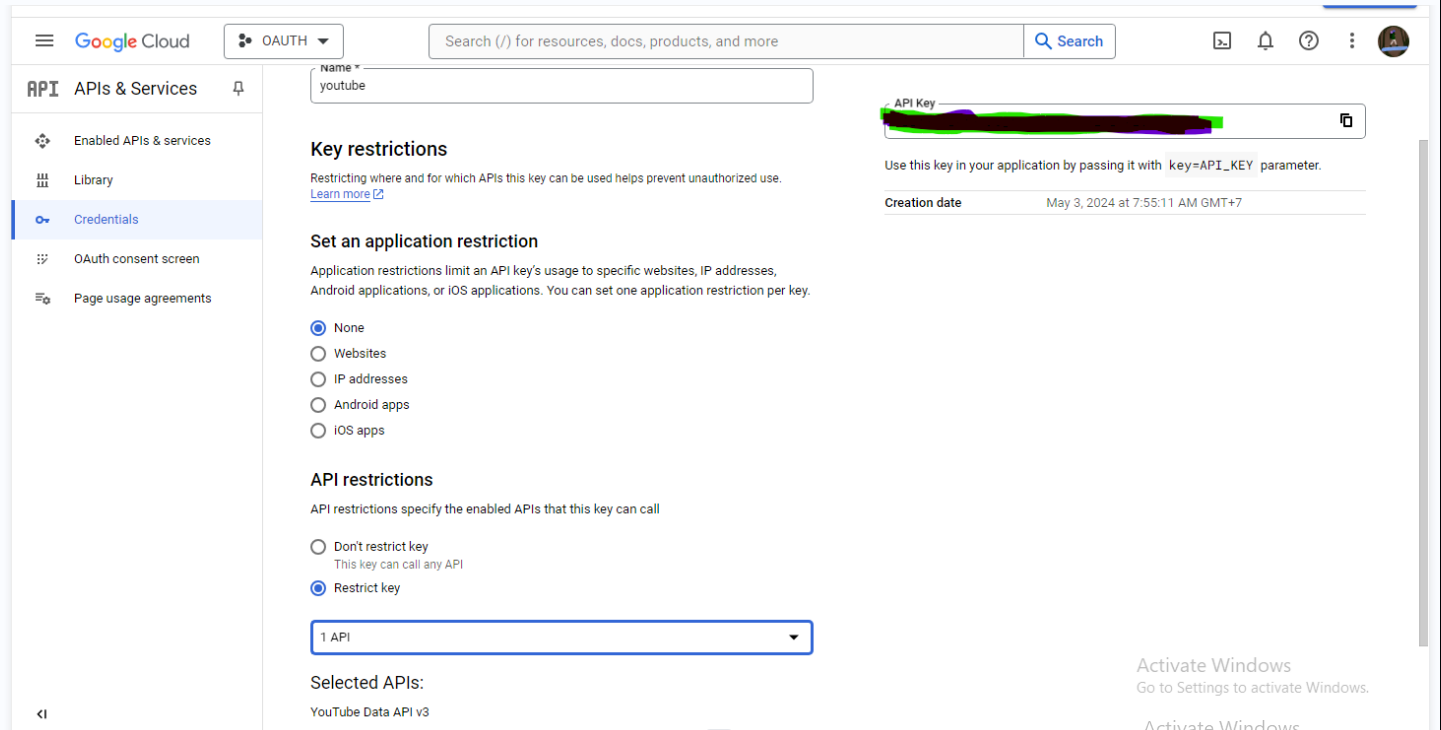 Google Cloud
OAUTH
Search (/) for resources, docs, products, and more
Search
API APIs & Services
Enabled APIs & services
Library
Credentials
OAuth consent screen
Page usage agreements
Name *
youtube
Key restrictions
Restricting where and for which APIs this key can be used helps prevent unauthorized use.
Learn more
Set an application restriction
Application restrictions limit an API key's usage to specific websites, IP addresses,
Android applications, or iOS applications. You can set one application restriction per key.
None
Websites
IP addresses
Android apps
iOS apps
API restrictions
API restrictions specify the enabled APIs that this key can call
Don't restrict key
This key can call any API
Restrict key
1 API
Selected APIs:
YouTube Data API v3
API Key
Use this key in your application by passing it with key=API_KEY parameter.
Creation date May 3, 2024 at 7:55:11 AM GMT+7
Activate Windows
Go to Settings to activate Windows.
Activate Windows